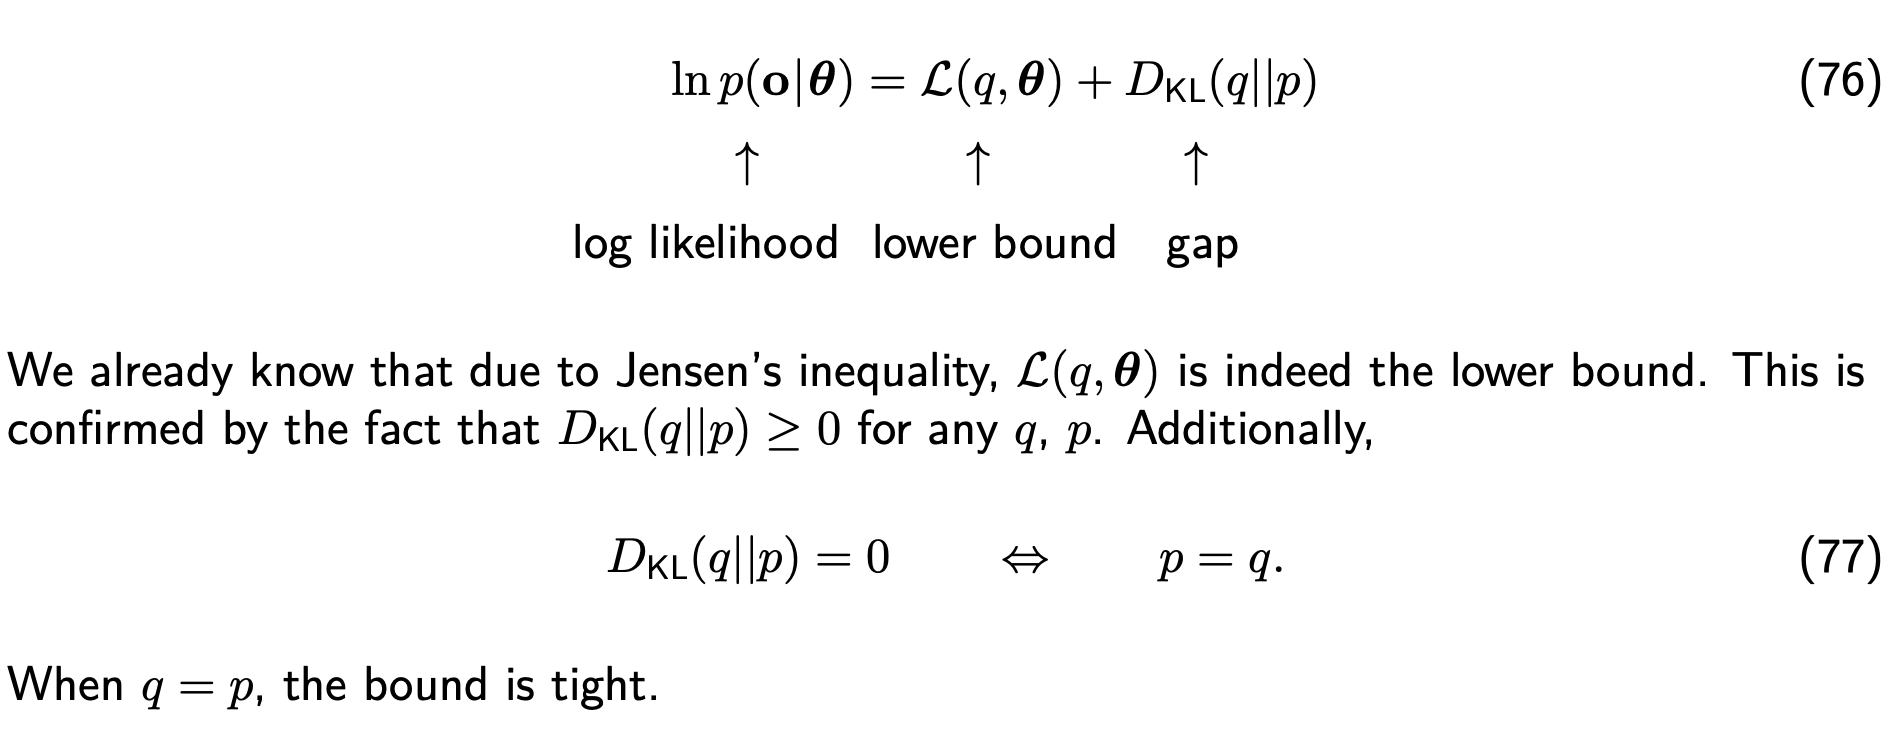 ln p(o|θ) = ℒ(q, θ) + D_KL(q||p) (76)
↑ ↑ ↑
log likelihood lower bound gap
We already know that due to Jensen's inequality, ℒ(q, θ) is indeed the lower bound. This is
confirmed by the fact that D_KL(q||p) ≥ 0 for any q, p. Additionally,
D_KL(q||p) = 0 ⇔ p = q. (77)
When q = p, the bound is tight.